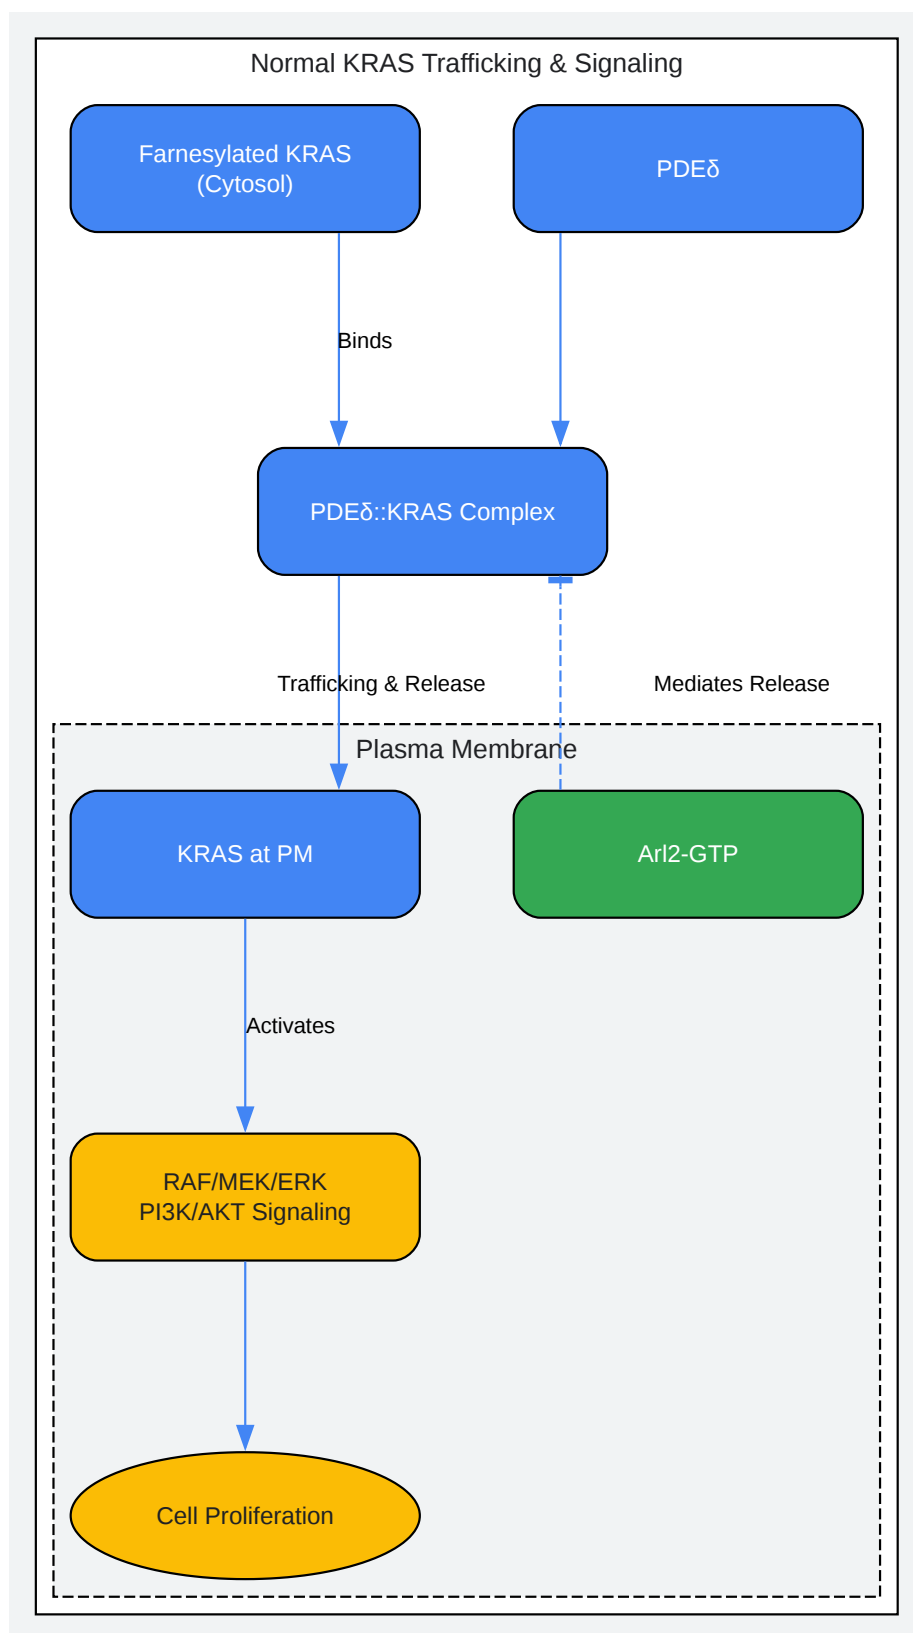 Normal KRAS Trafficking & Signaling
Farnesylated KRAS
(Cytosol)
PDEδ
Binds
PDEδ::KRAS Complex
Trafficking & Release
Mediates Release
Plasma Membrane
KRAS at PM
Arl2-GTP
Activates
RAF/MEK/ERK
PI3K/AKT Signaling
Cell Proliferation